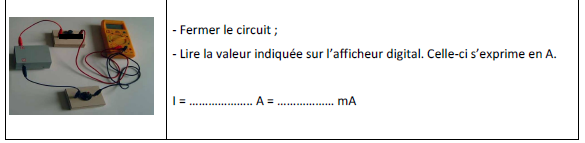 - Fermer le circuit ;
- Lire la valeur indiquée sur l’afficheur digital. Celle-ci s’exprime en A.
I = ………………… A = ……………… mA